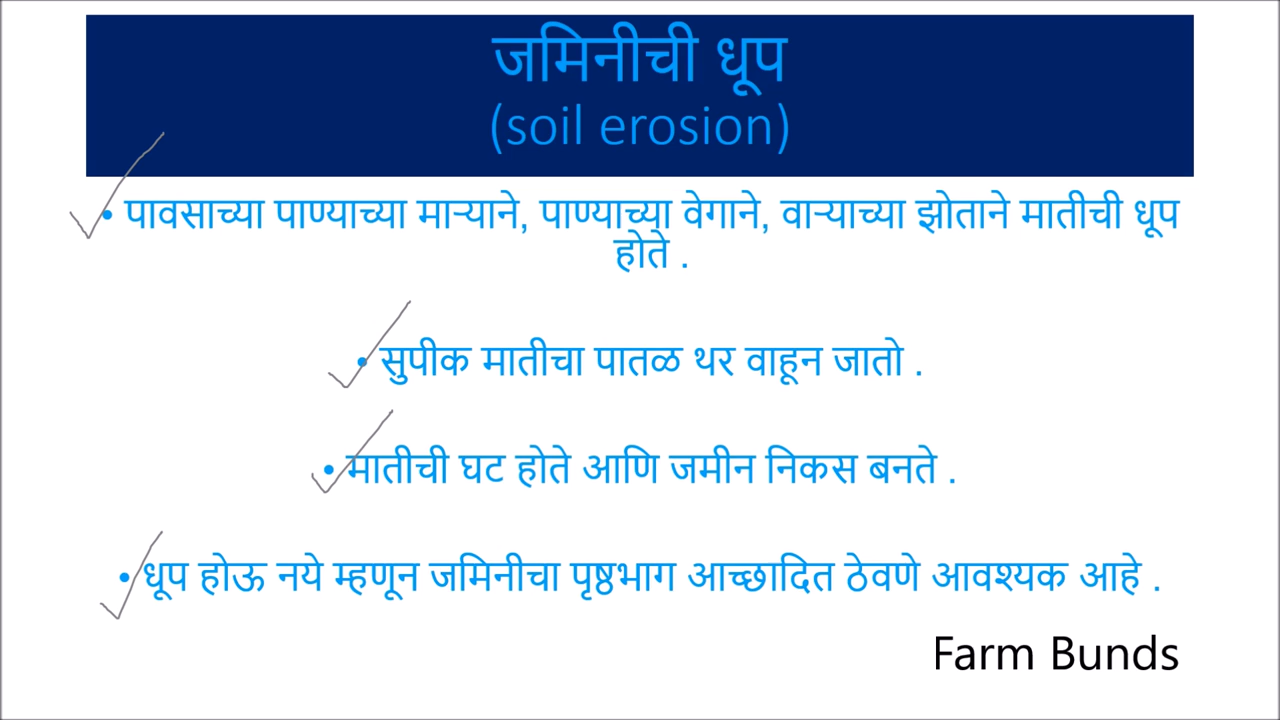 जमिनीची धूप
(soil erosion)
• पावसाच्या पाण्याच्या माऱ्याने, पाण्याच्या वेगाने, वाऱ्याच्या झोताने मातीची धूप
होते .
• सुपीक मातीचा पातळ थर वाहून जातो .
• मातीची घट होते आणि जमीन निकस बनते .
• धूप होऊ नये म्हणून जमिनीचा पृष्ठभाग आच्छादित ठेवणे आवश्यक आहे .
Farm Bunds